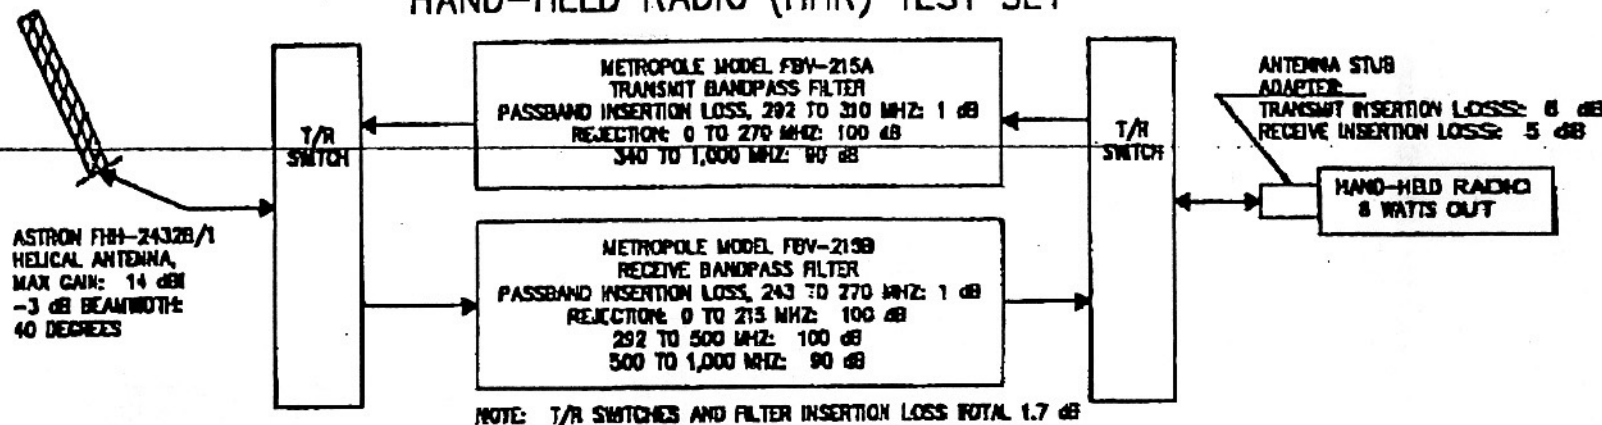 HAND-HELD RADIO (HHR) TEST SET
METROPOLE MODEL FBV-215A
TRANSMIT BANDPASS FILTER
PASSBAND INSERTION LOSS, 292 TO 310 MHZ: 1 dB
REJECTION: 0 TO 270 MHZ: 100 dB
340 TO 1,000 MHZ: 90 dB
T/R
SWITCH
T/R
SWITCH
ANTENNA STUB
ADAPTER:
TRANSMIT INSERTION LOSS: 6 dB
RECEIVE INSERTION LOSS: 5 dB
HAND-HELD RADIO
8 WATTS OUT
ASTRON FHH-2432B/1
HELICAL ANTENNA,
MAX GAIN: 14 dBI
-3 dB BEAMWIDTH:
40 DEGREES
METROPOLE MODEL FBV-215B
RECEIVE BANDPASS FILTER
PASSBAND INSERTION LOSS, 243 TO 270 MHZ: 1 dB
REJECTION: 0 TO 215 MHZ: 100 dB
292 TO 500 MHZ: 100 dB
500 TO 1,000 MHZ: 90 dB
NOTE: T/R SWITCHES AND FILTER INSERTION LOSS TOTAL 1.7 dB